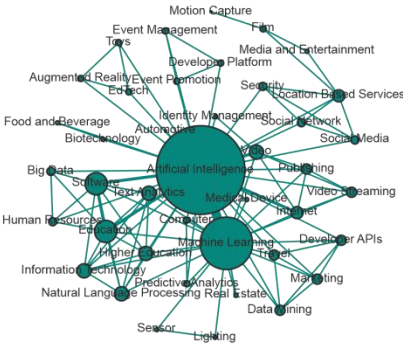 Motion Capture
Event Management
Film
Toys
Media and Entertainment
Developer Platform
Augmented Reality
Event Promotion
EdTech
Security
Location Based Services
Food and Beverage
Identity Management
Social Network
Automotive
Biotechnology
Social Media
Video
Big Data
Artificial Intelligence
Publishing
Software
Text Analytics
Medical Device
Video Streaming
Human Resources
Computer
Internet
Education
Machine Learning
Developer APIs
Higher Education
Travel
Information Technology
Predictive Analytics
Marketing
Natural Language Processing
Real Estate
Data Mining
Sensor
Lighting